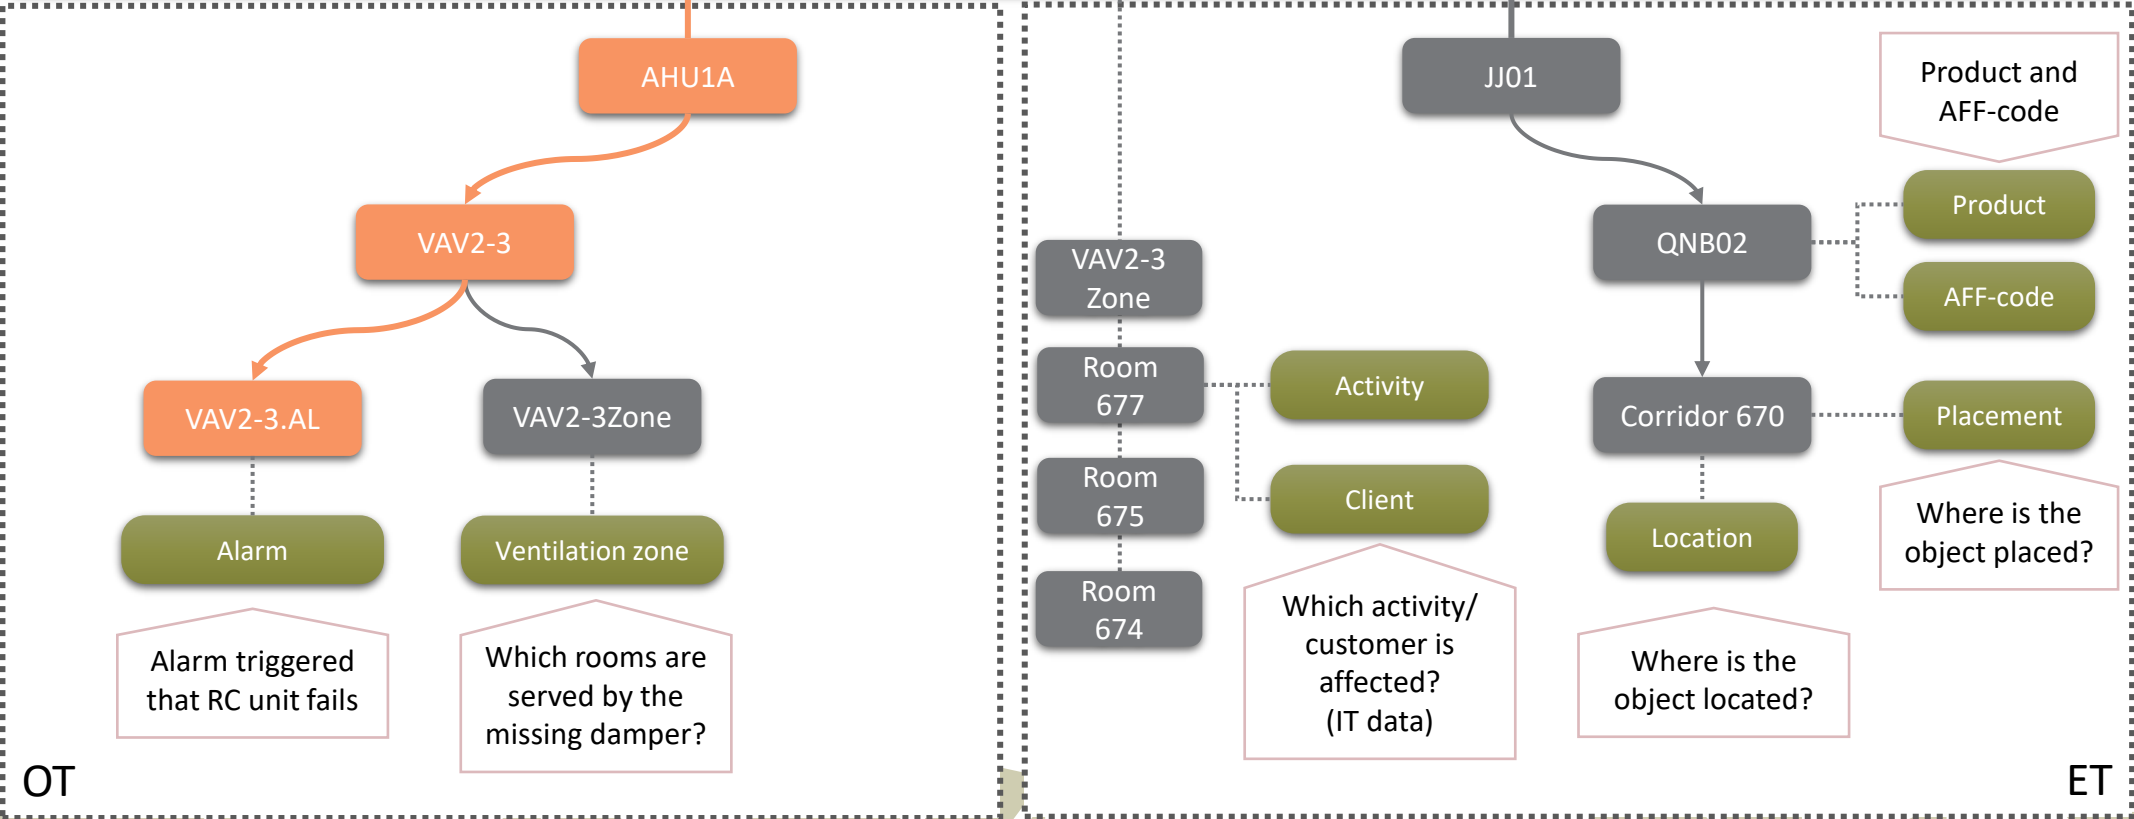 AHU1A
VAV2-3
VAV2-3.AL
VAV2-3Zone
Alarm
Ventilation zone
Alarm triggered
that RC unit fails
Which rooms are
served by the
missing damper?
OT
JJ01
Product and
AFF-code
Product
QNB02
AFF-code
VAV2-3
Zone
Room
677
Activity
Corridor 670
Placement
Room
675
Client
Location
Where is the
object placed?
Room
674
Which activity/
customer is
affected?
(IT data)
Where is the
object located?
ET